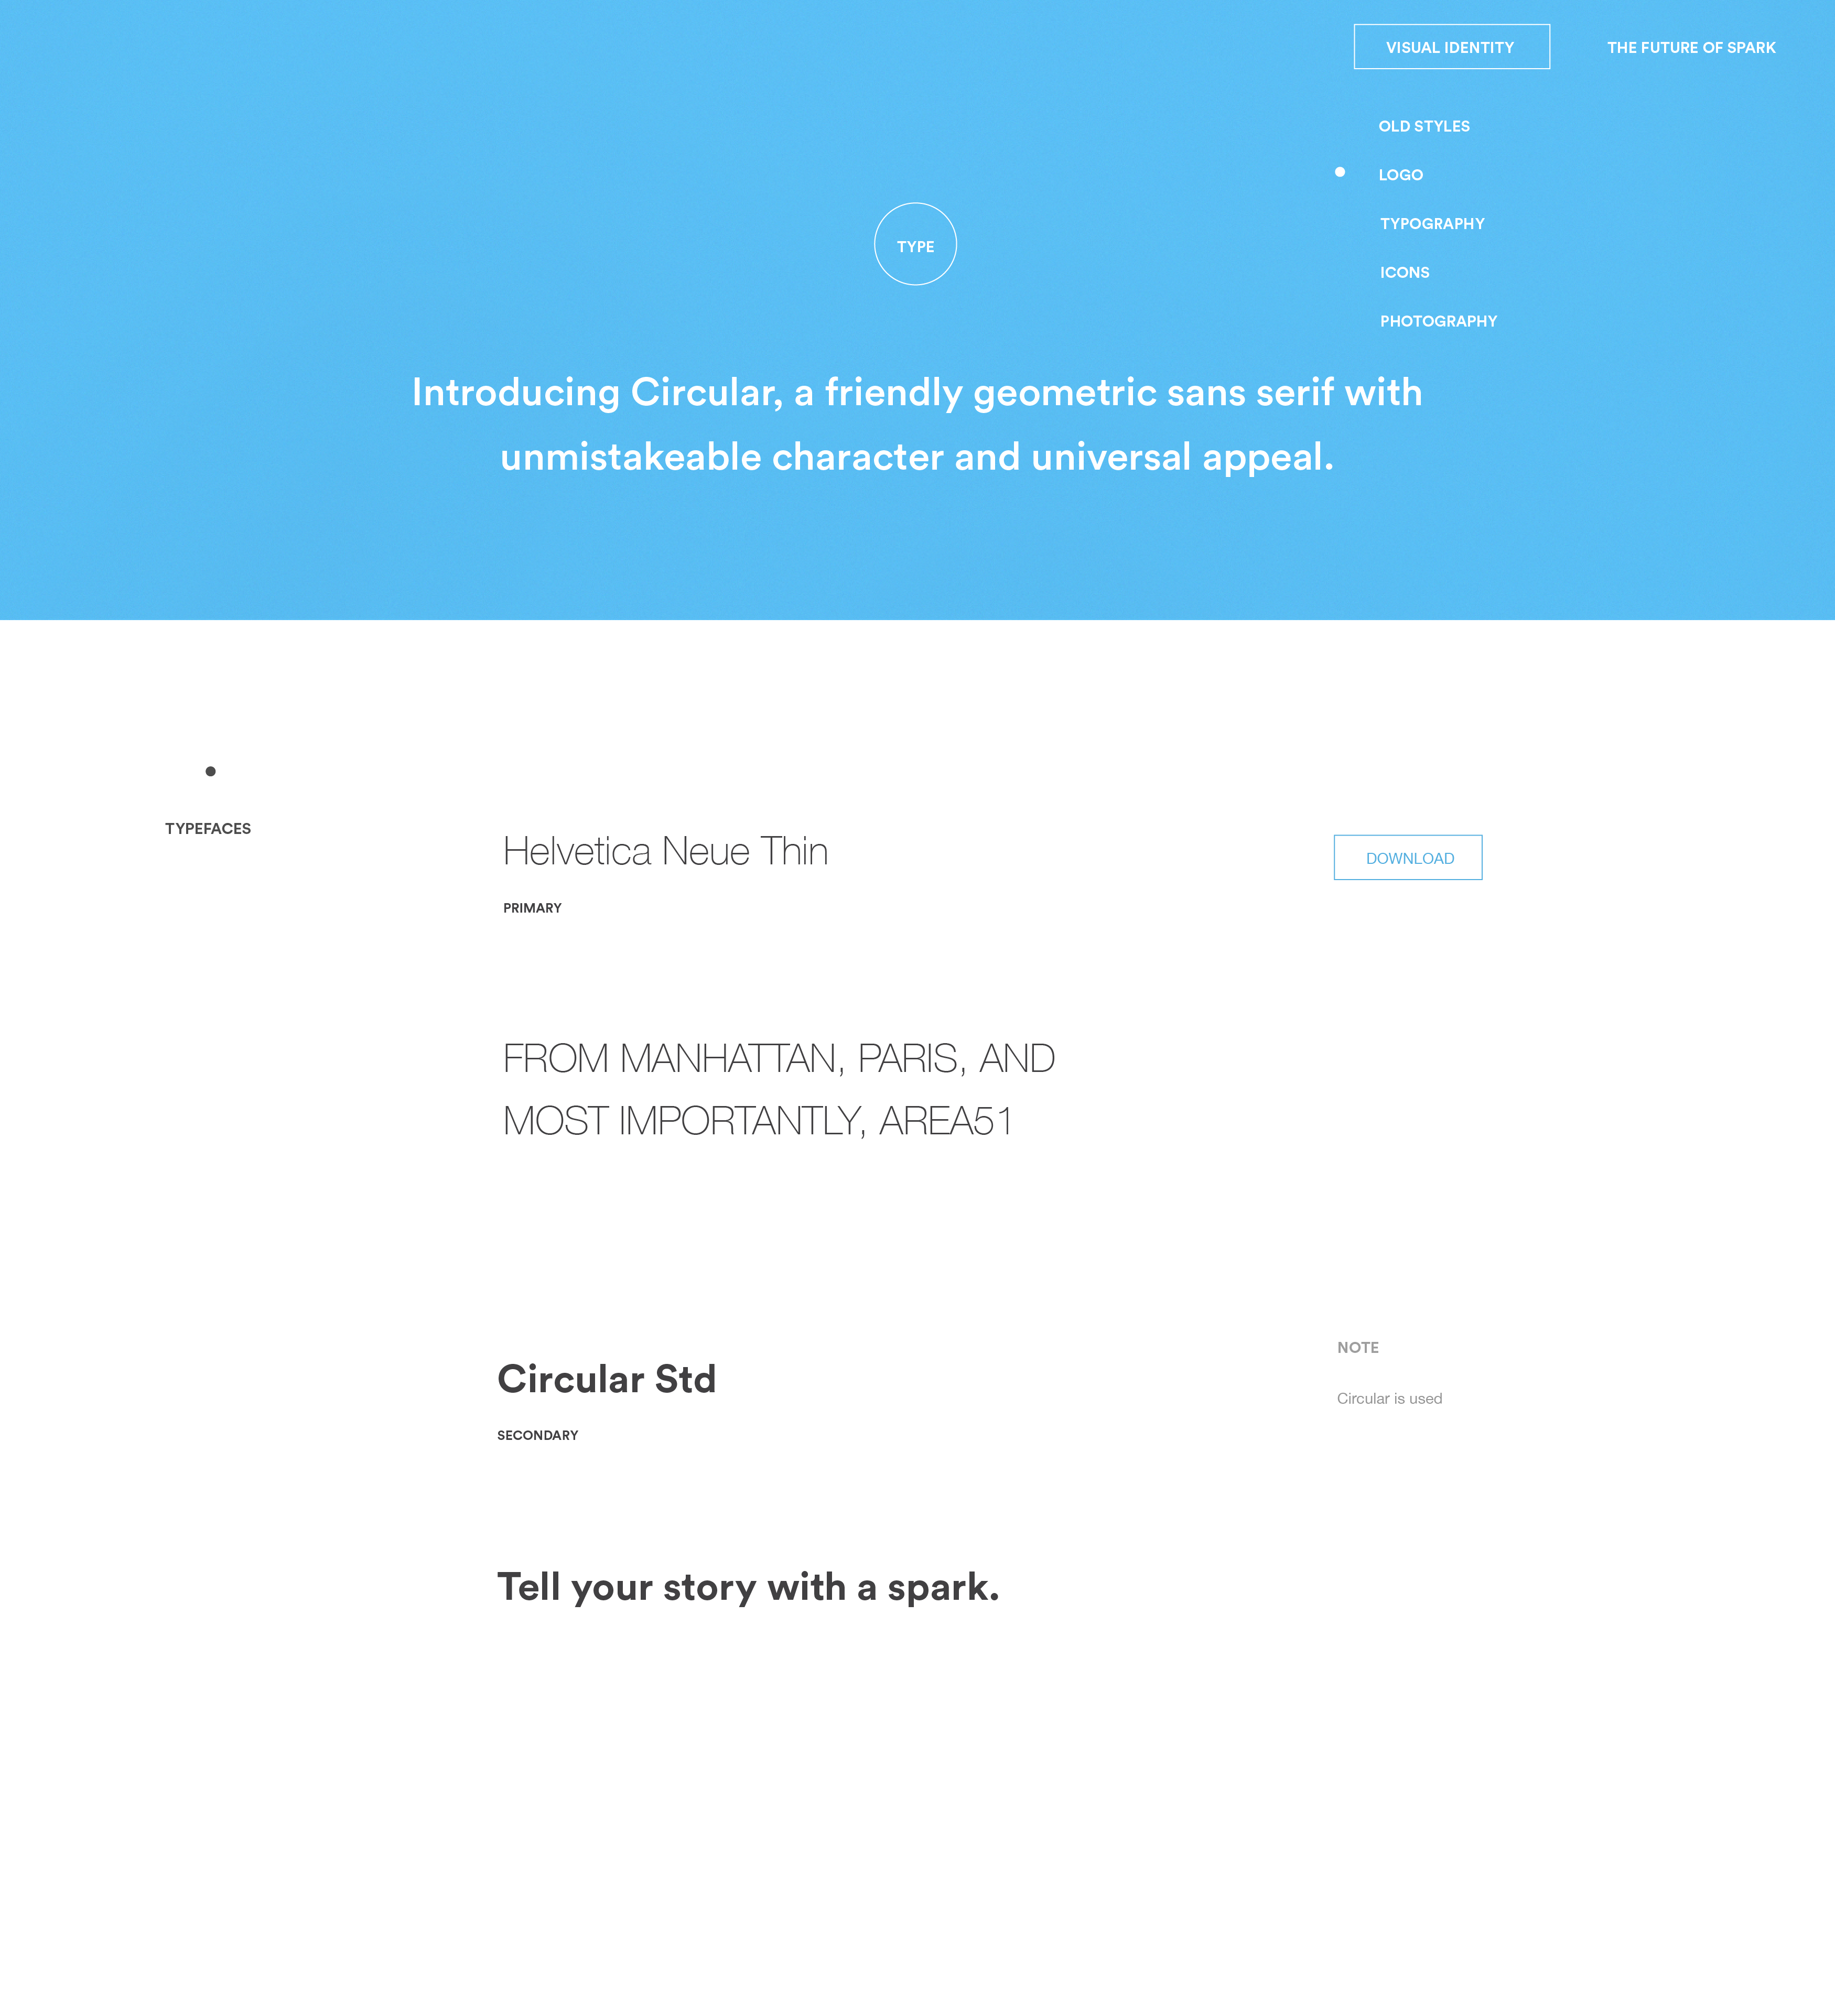 VISUAL IDENTITY
THE FUTURE OF SPARK
OLD STYLES
LOGO
TYPOGRAPHY
ICONS
PHOTOGRAPHY
TYPE
Introducing Circular, a friendly geometric sans serif with
unmistakeable character and universal appeal.
TYPEFACES
Helvetica Neue Thin
PRIMARY
DOWNLOAD
FROM MANHATTAN, PARIS, AND
MOST IMPORTANTLY, AREA51
Circular Std
SECONDARY
NOTE
Circular is used
Tell your story with a spark.